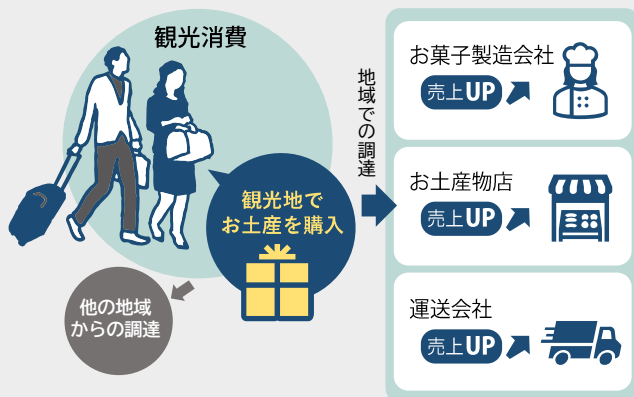 観光消費
観光地で
お土産を購入
他の地域
からの調達
地域での調達
お菓子製造会社
売上UP
お土産物店
売上UP
運送会社
売上UP